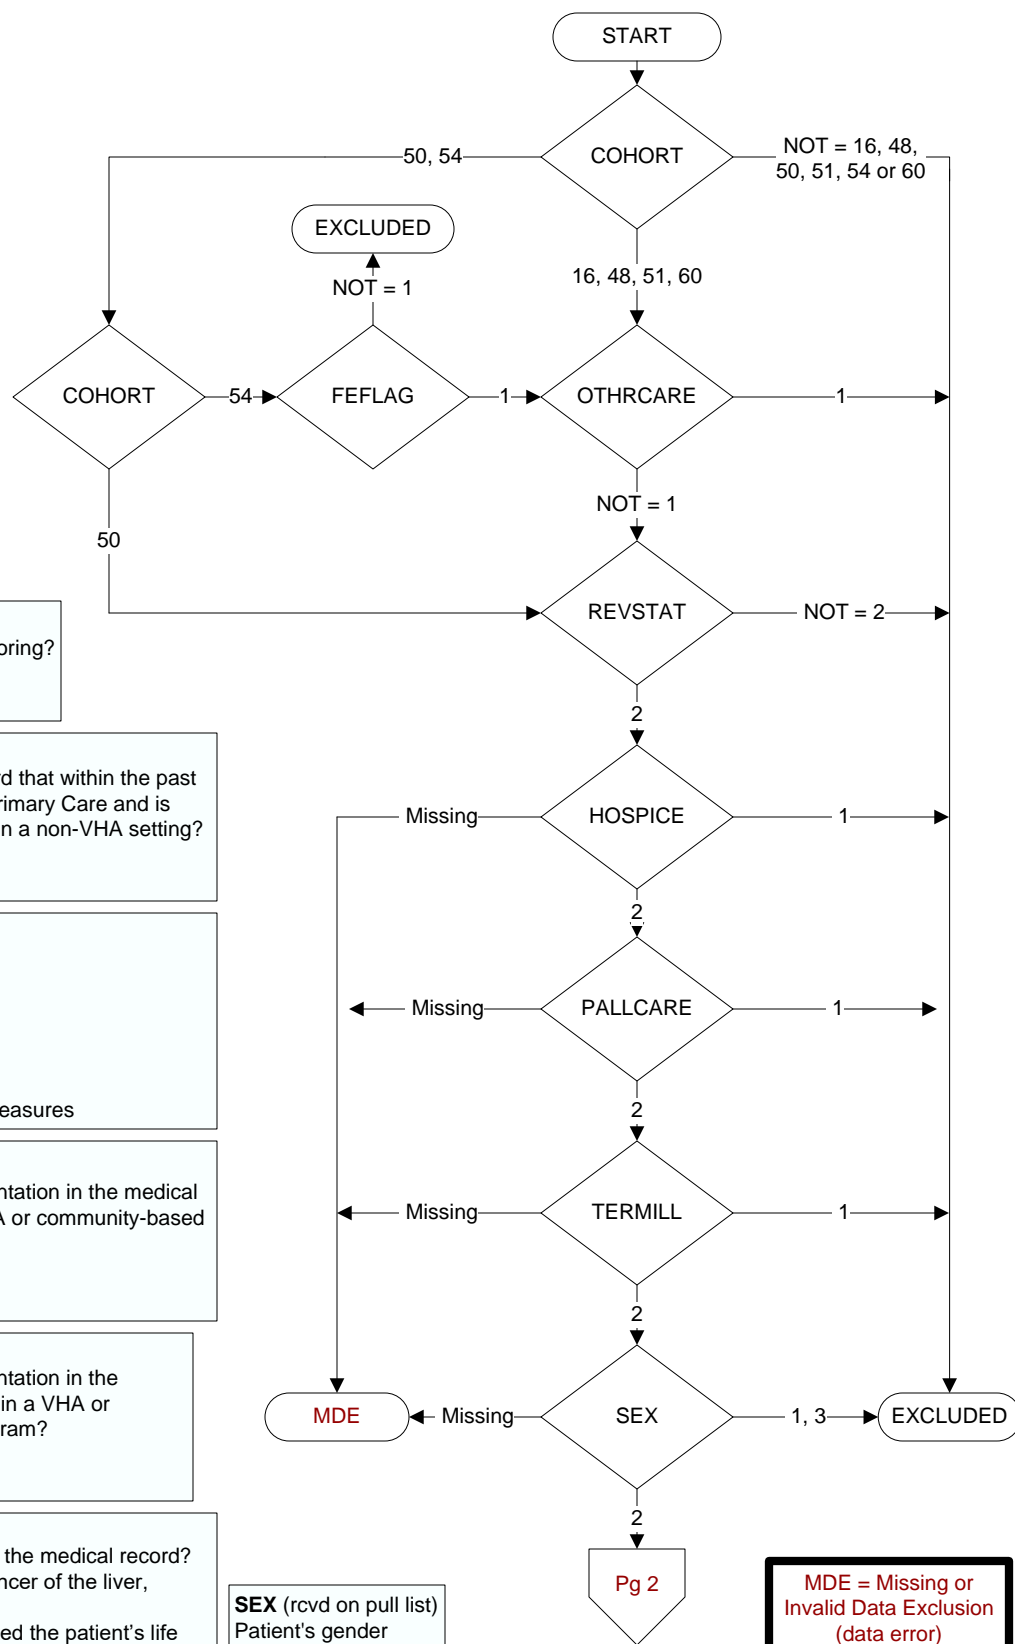 START
COHORT
50, 54
NOT = 16, 48,
50, 51, 54 or 60
EXCLUDED
NOT = 1
16, 48, 51, 60
COHORT
54
FEFLAG
1
OTHRCARE
1
NOT = 1
50
REVSTAT
NOT = 2
oring?
2
rd that within the past
rimary Care and is
in a non-VHA setting?
Missing
HOSPICE
1
2
Missing
PALLCARE
1
easures
2
ntation in the medical
A or community-based
Missing
TERMILL
1
2
ntation in the
in a VHA or
ram?
MDE
Missing
SEX
1, 3
EXCLUDED
2
the medical record?
ncer of the liver,
ed the patient's life
SEX (rcvd on pull list)
Patient's gender
Pg 2
MDE = Missing or
Invalid Data Exclusion
(data error)